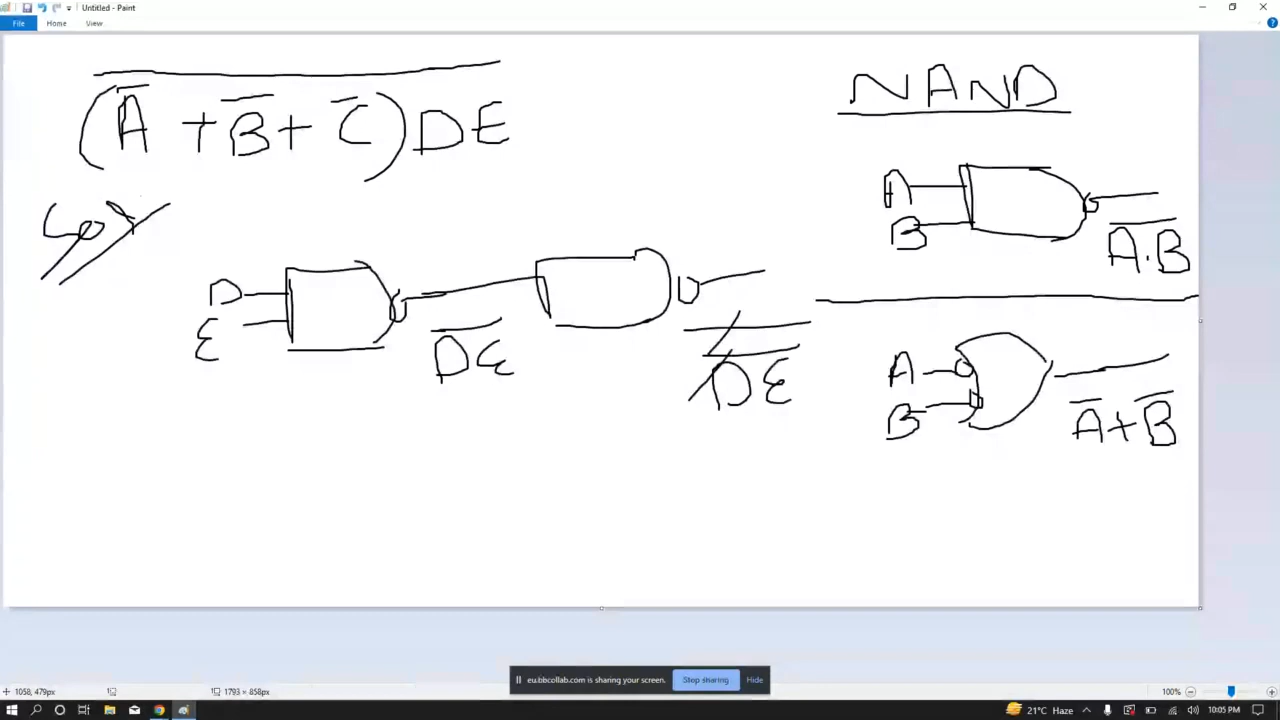 Untitled - Paint
File Home View
(A̅ + B̅ + C̅) D E
NAND
A
B
A.B
Sol
D
E
DE
DE
A
B
A̅ + B̅
eu.bbcollab.com is sharing your screen. Stop sharing Hide
1058, 479px
1793 × 858px
100%
21°C Haze
10:05 PM